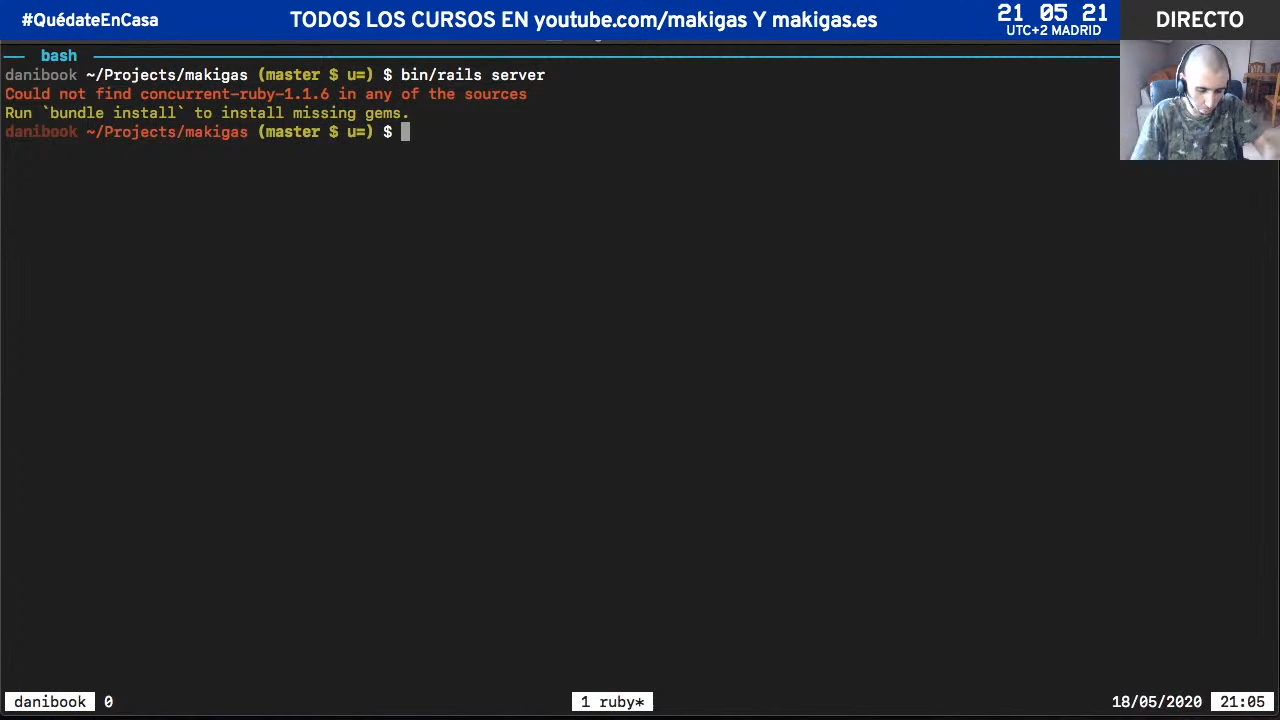 #QuédateEnCasa
TODOS LOS CURSOS EN youtube.com/makigas Y makigas.es
21 05 21
UTC+2 MADRID
DIRECTO
bash
danibook ~/Projects/makigas (master $ u=) $ bin/rails server
Could not find concurrent-ruby-1.1.6 in any of the sources
Run `bundle install` to install missing gems.
danibook ~/Projects/makigas (master $ u=) $
danibook 0
1 ruby*
18/05/2020 21:05